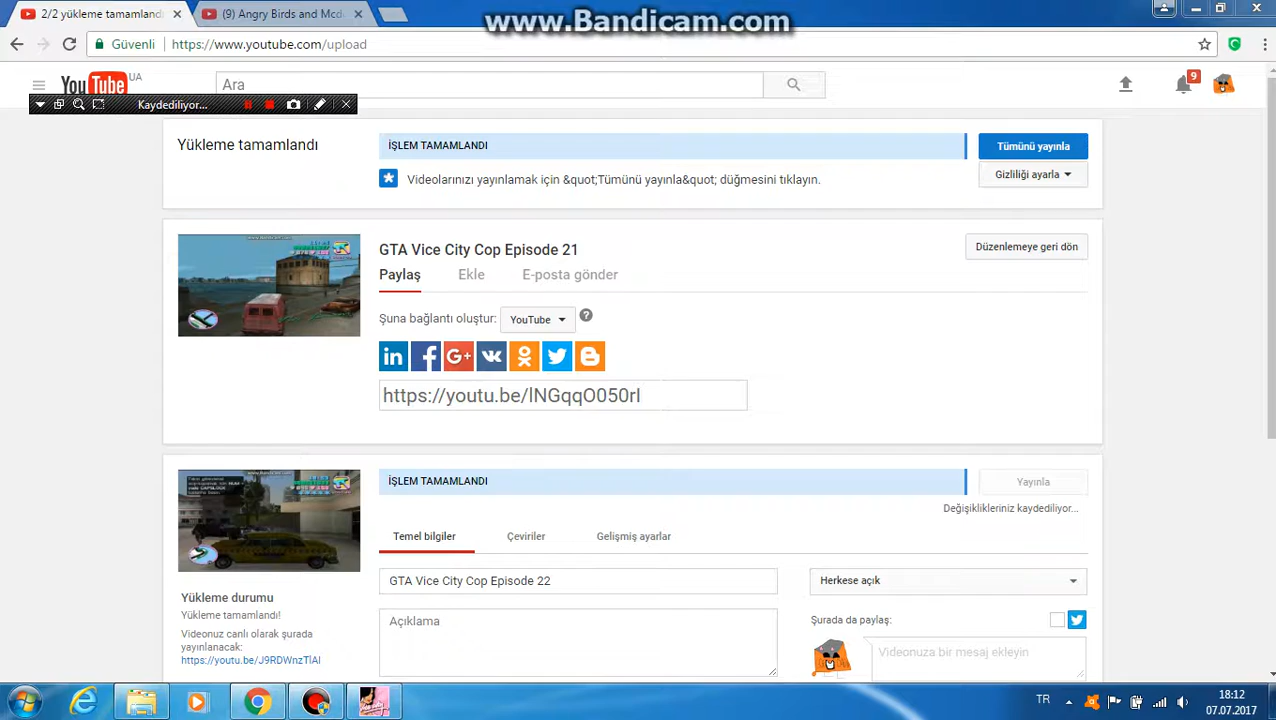 www.Bandicam.com
2/2 yükleme tamamland
(9) Angry Birds and Mcd
Güvenli
https://www.youtube.com/upload
YouTube UA
Ara
9
Kaydediliyor...
Yükleme tamamlandı
İŞLEM TAMAMLANDI
Tümünü yayınla
Videolarınızı yayınlamak için &quot;Tümünü yayınla&quot; düğmesini tıklayın.
Gizliliği ayarla
GTA Vice City Cop Episode 21
Düzenlemeye geri dön
Paylaş
Ekle
E-posta gönder
Şuna bağlantı oluştur:
YouTube
https://youtu.be/lNGqqO050rI
İŞLEM TAMAMLANDI
Yayınla
Değişiklikleriniz kaydediliyor...
Temel bilgiler
Çeviriler
Gelişmiş ayarlar
GTA Vice City Cop Episode 22
Herkese açık
Yükleme durumu
Yükleme tamamlandı!
Videonuz canlı olarak şurada
yayınlanacak:
https://youtu.be/J9RDWnzTlAI
Açıklama
Şurada da paylaş:
Videonuza bir mesaj ekleyin
TR
18:12
07.07.2017